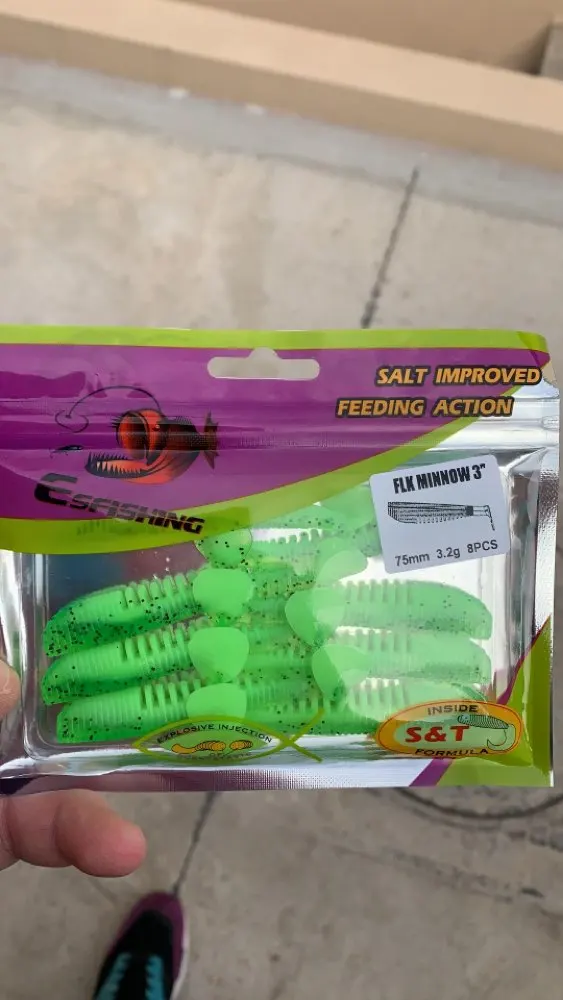 SALT IMPROVED
FEEDING ACTION
EsFISHING
FLK MINNOW 3"
75mm 3.2g 8PCS
EXPLOSIVE INJECTION
INSIDE
S&T
FORMULA